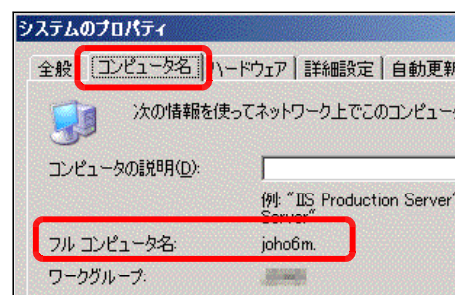 システムのプロパティ
全般 コンピュータ名 ハードウェア 詳細設定 自動更新
次の情報を使ってネットワーク上でこのコンピュータ
コンピュータの説明(D):
例: "IIS Production Server"
Server"
フル コンピュータ名: joho6m.
ワークグループ: